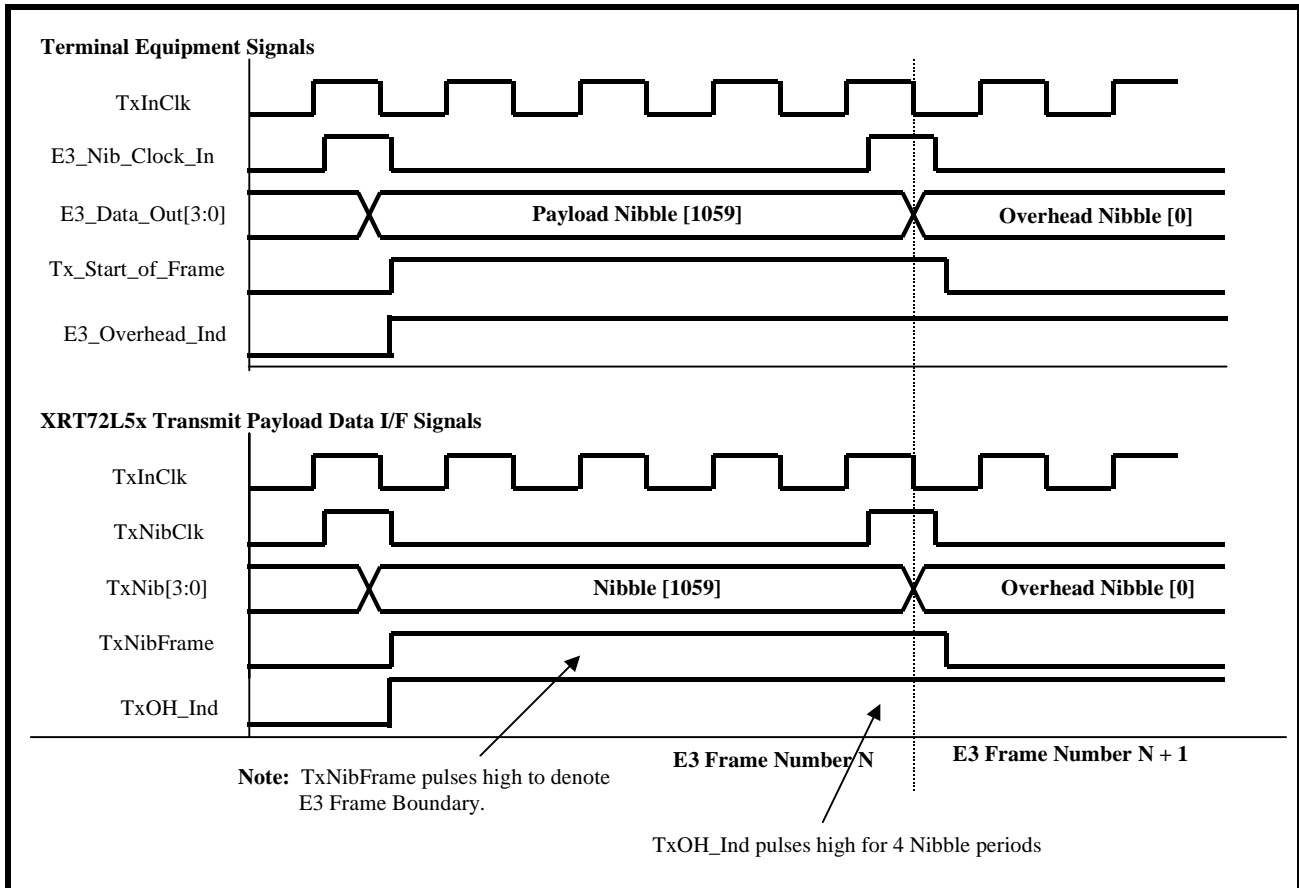 Terminal Equipment Signals
TxInClk
E3_Nib_Clock_In
E3_Data_Out[3:0]
Payload Nibble [1059]
Overhead Nibble [0]
Tx_Start_of_Frame
E3_Overhead_Ind
XRT72L5x Transmit Payload Data I/F Signals
TxInClk
TxNibClk
TxNib[3:0]
Nibble [1059]
Overhead Nibble [0]
TxNibFrame
TxOH_Ind
E3 Frame Number N
E3 Frame Number N + 1
Note: TxNibFrame pulses high to denote
E3 Frame Boundary.
TxOH_Ind pulses high for 4 Nibble periods